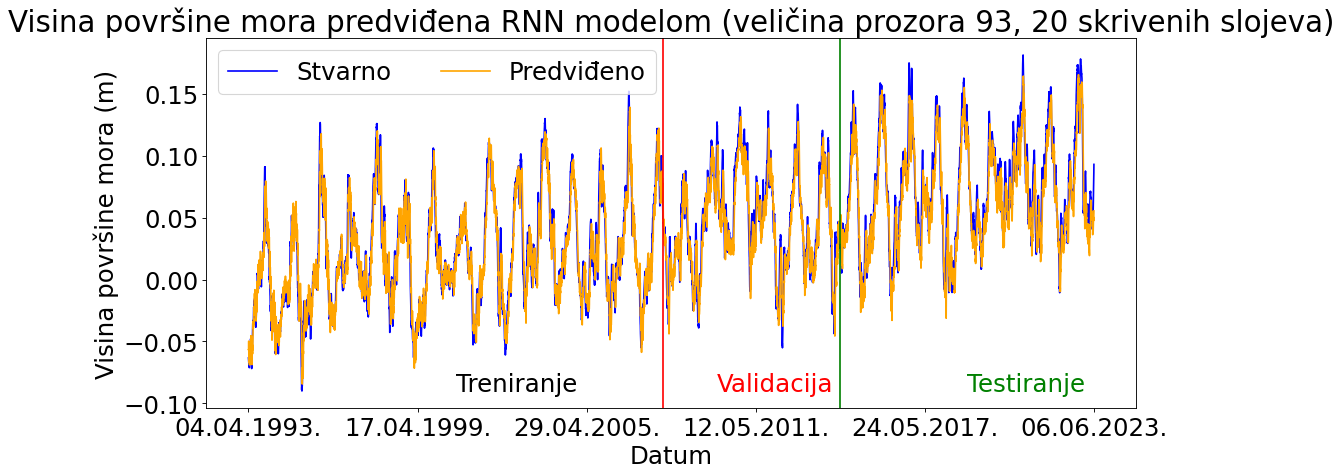 Visina površine mora predviđena RNN modelom (veličina prozora 93, 20 skrivenih slojeva)
Stvarno Predviđeno
Visina površine mora (m)
0.15
0.10
0.05
0.00
−0.05
−0.10
Treniranje Validacija Testiranje
04.04.1993. 17.04.1999. 29.04.2005. 12.05.2011. 24.05.2017. 06.06.2023.
Datum